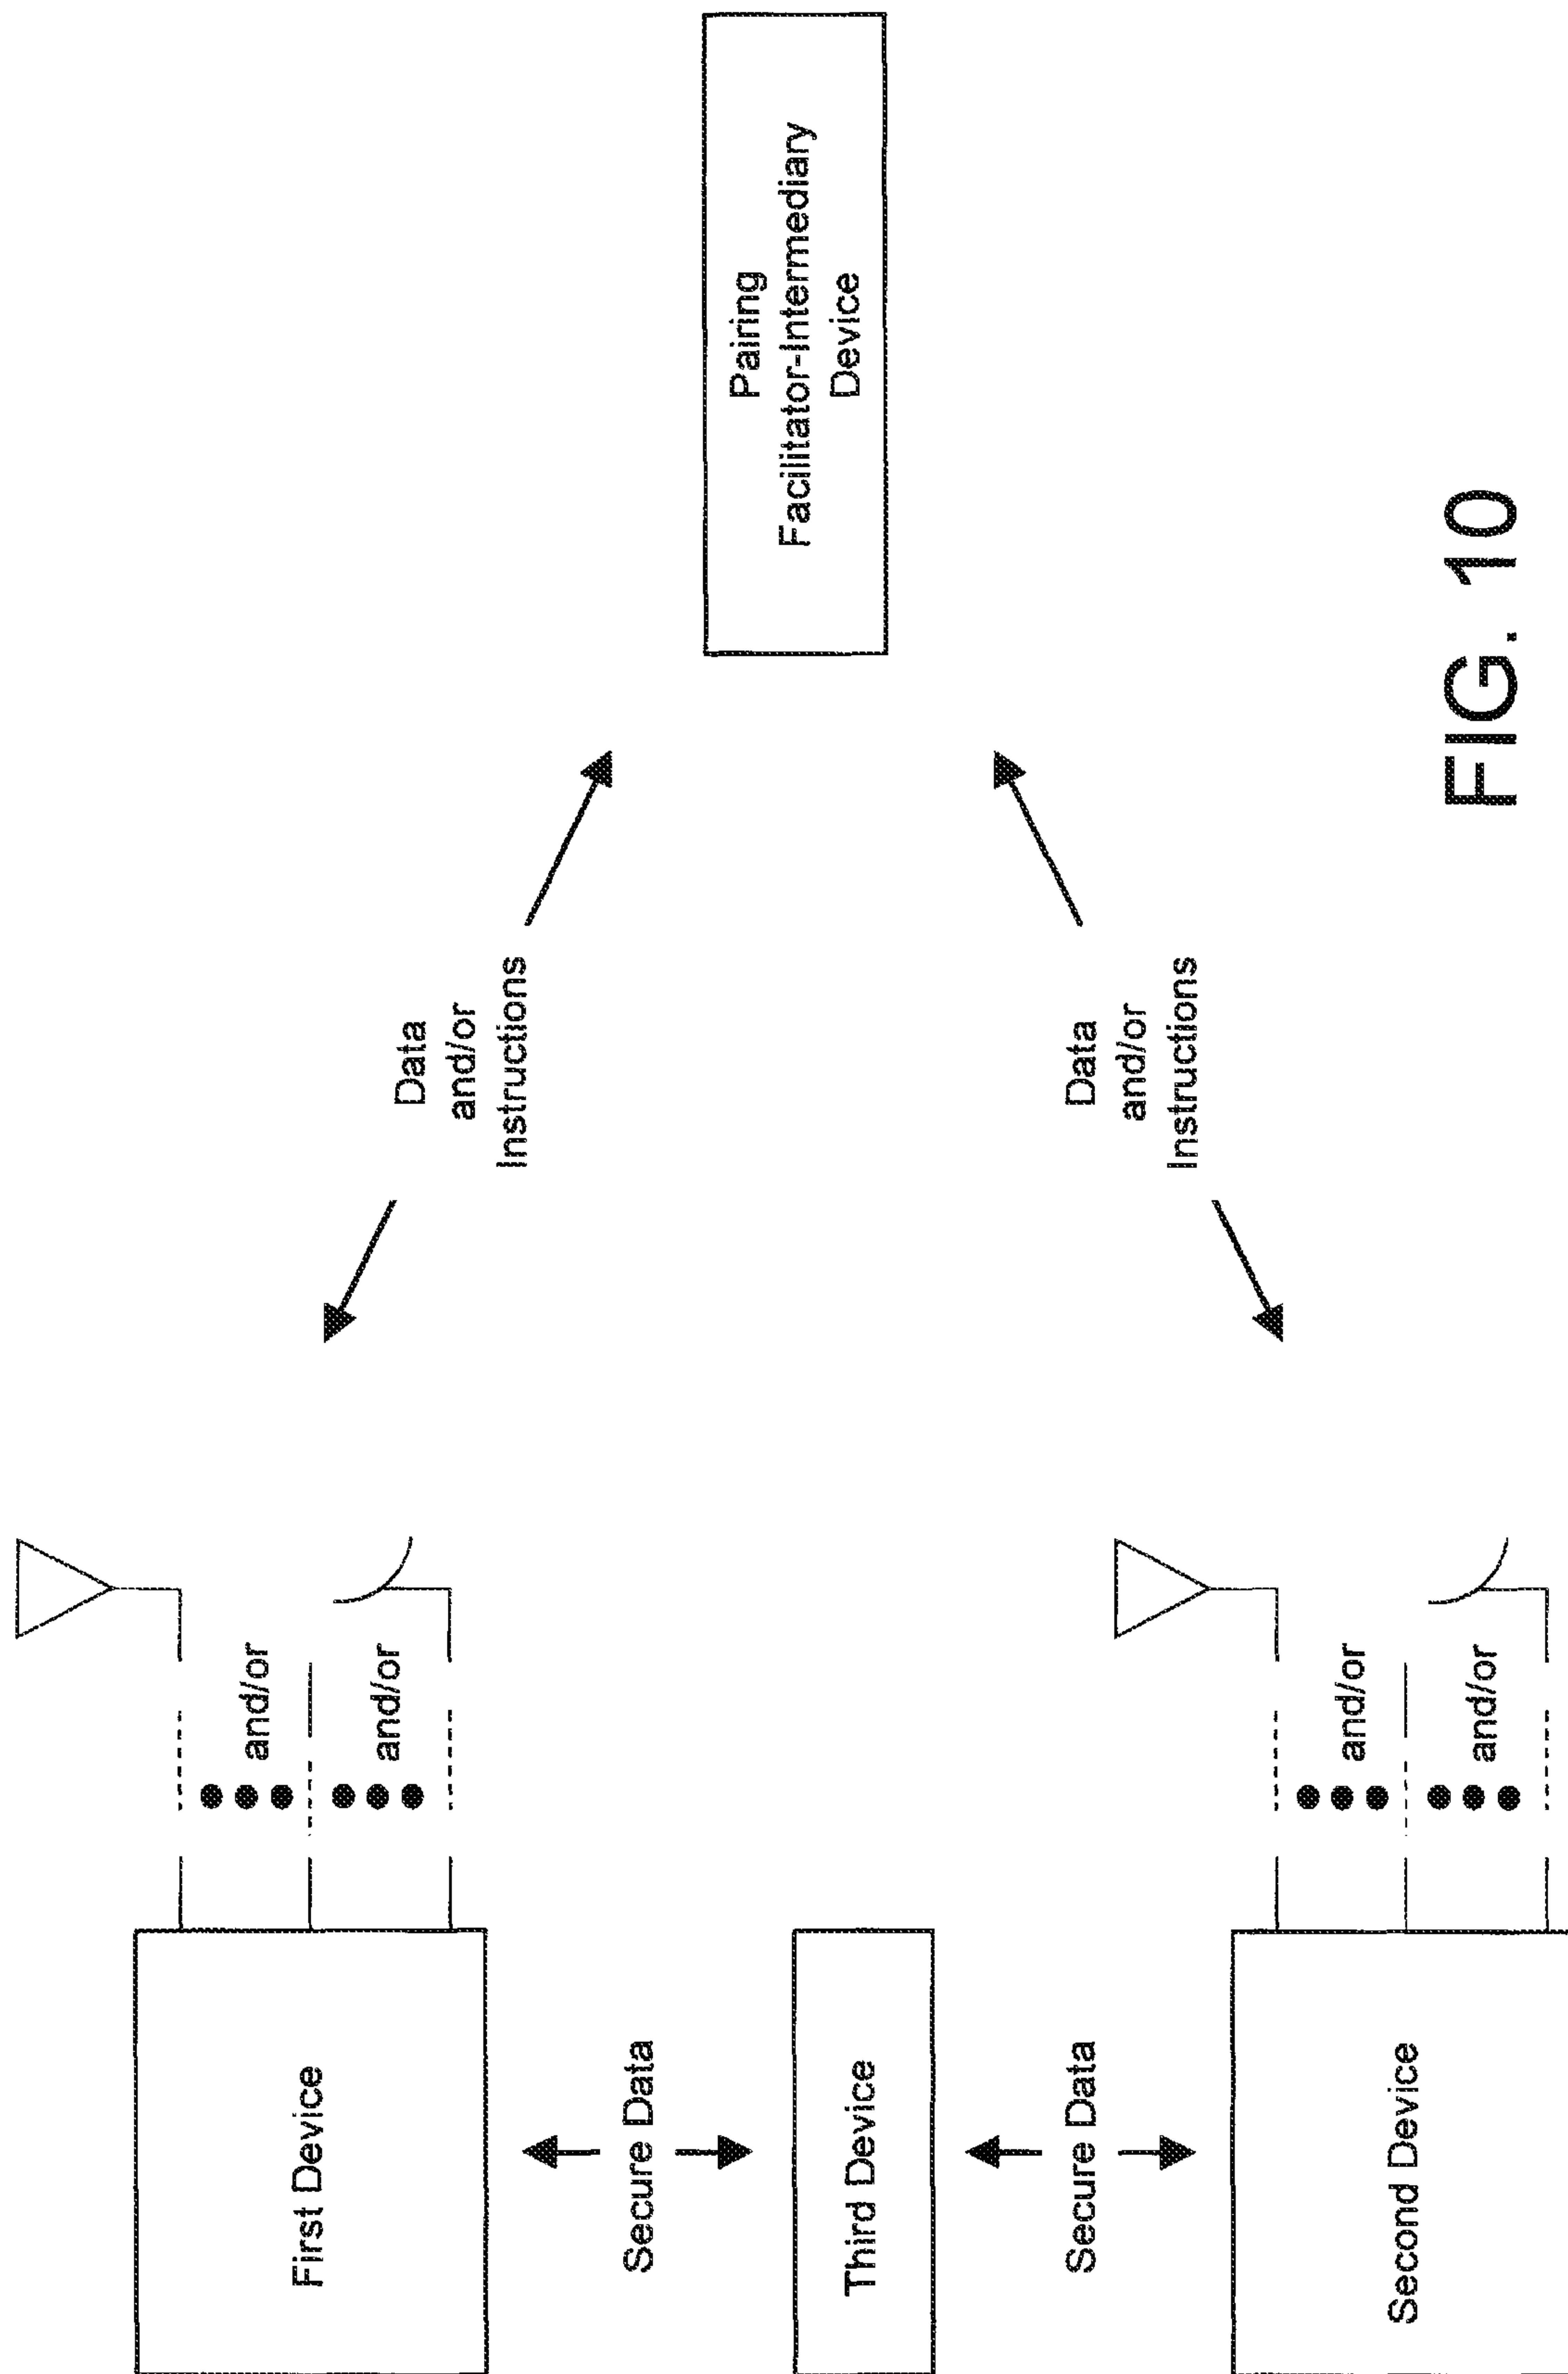 First Device
and/or
and/or
Data
and/or
Instructions
Secure Data
Third Device
Pairing
Facilitator-Intermediary
Device
Secure Data
Data
and/or
Instructions
Second Device
and/or
and/or
FIG. 10